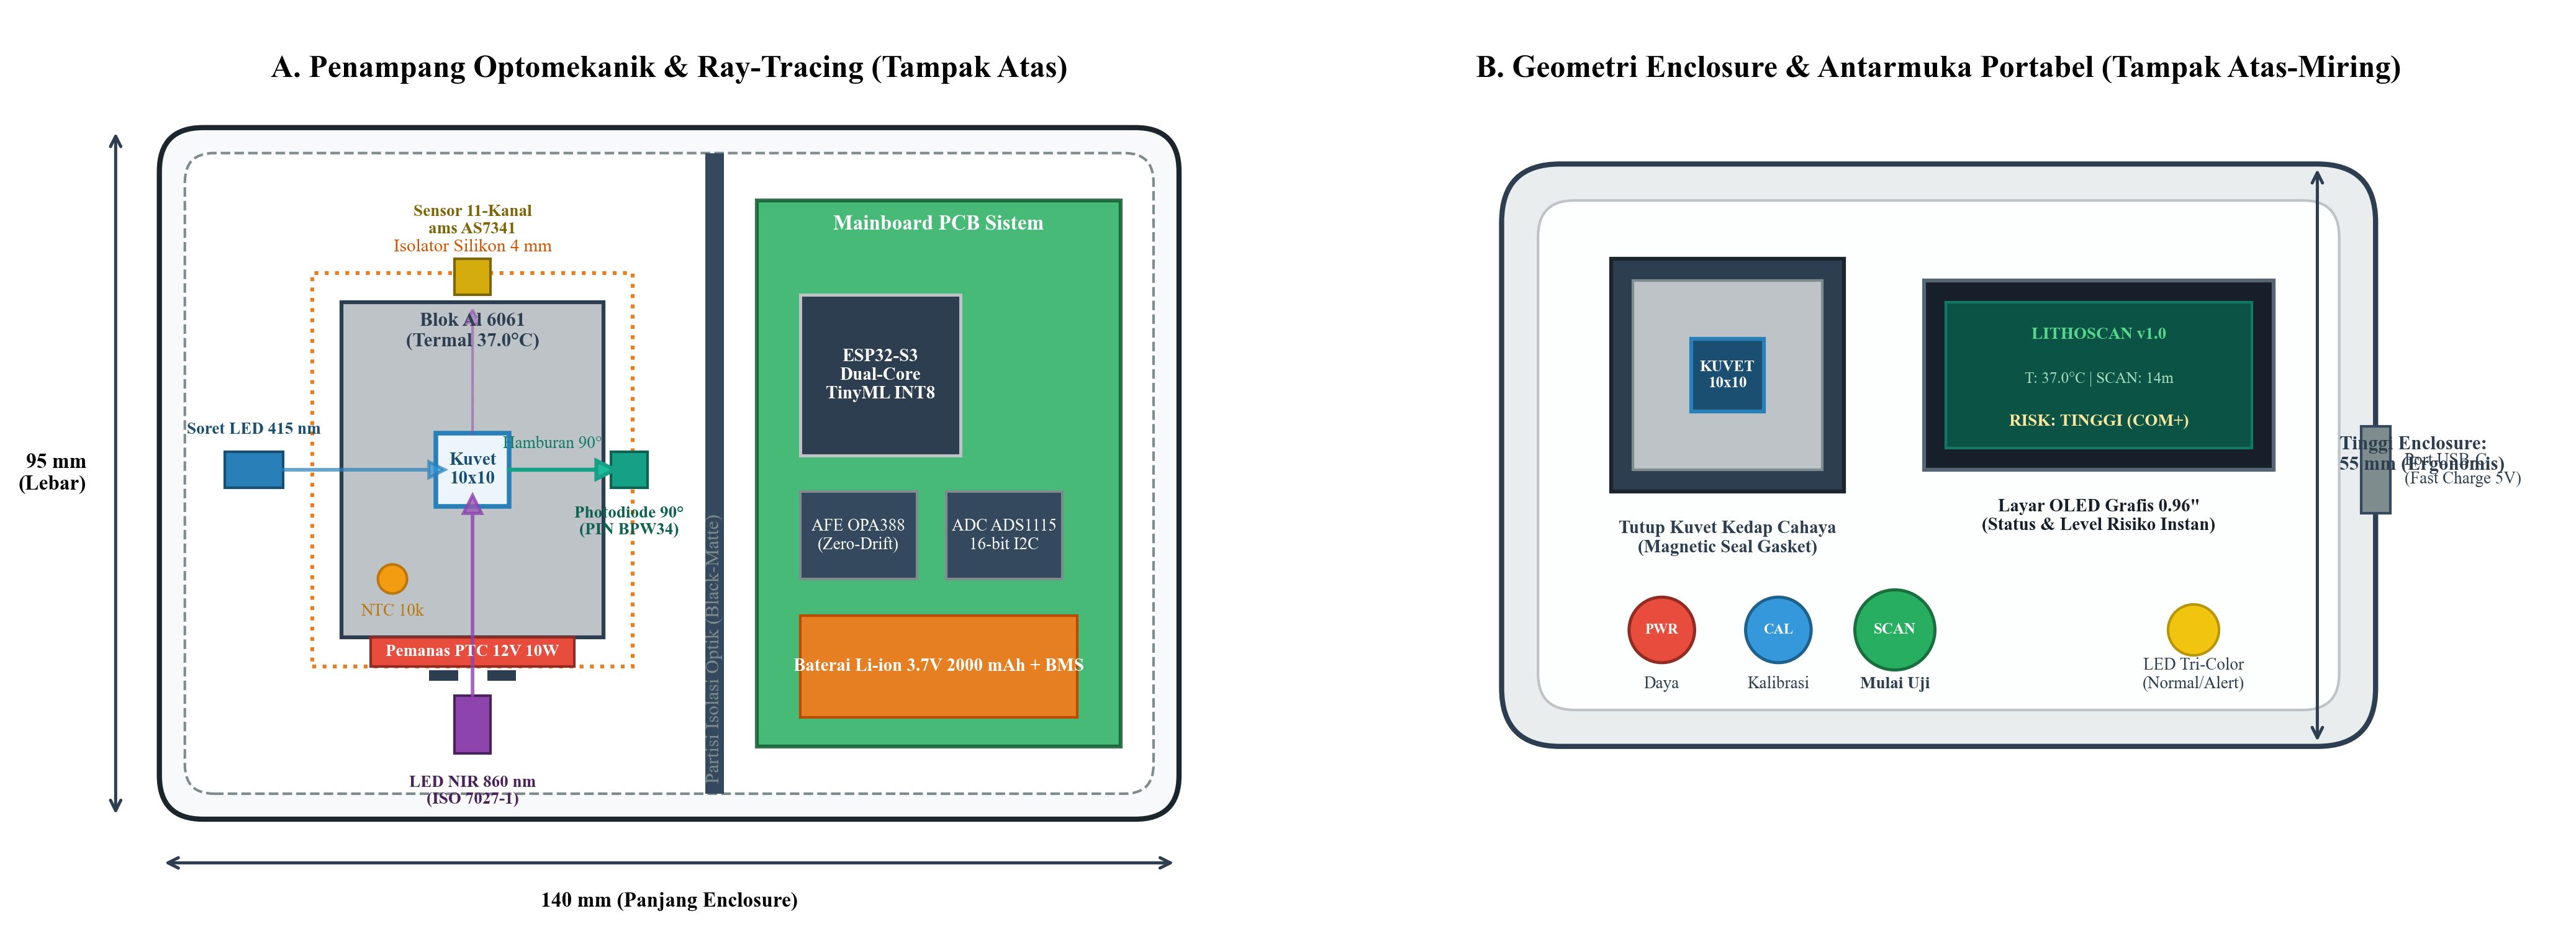 A. Penampang Optomekanik & Ray-Tracing (Tampak Atas)
95 mm
(Lebar)
Sensor 11-Kanal
ams AS7341
Isolator Silikon 4 mm
Blok Al 6061
(Termal 37.0°C)
Soret LED 415 nm
Kuvet
10x10
Hamburan 90°
Photodiode 90°
(PIN BPW34)
NTC 10k
Pemanas PTC 12V 10W
LED NIR 860 nm
(ISO 7027-1)
Partisi Isolasi Optik (Black-Matte)
Mainboard PCB Sistem
ESP32-S3
Dual-Core
TinyML INT8
AFE OPA388
(Zero-Drift)
ADC ADS1115
16-bit I2C
Baterai Li-ion 3.7V 2000 mAh + BMS
140 mm (Panjang Enclosure)
B. Geometri Enclosure & Antarmuka Portabel (Tampak Atas-Miring)
KUVET
10x10
Tutup Kuvet Kedap Cahaya
(Magnetic Seal Gasket)
LITHOSCAN v1.0
T: 37.0°C | SCAN: 14m
RISK: TINGGI (COM+)
Layar OLED Grafis 0.96"
(Status & Level Risiko Instan)
Tinggi Enclosure:
55 mm (Ergonomis)
Port USB-C
(Fast Charge 5V)
PWR
Daya
CAL
Kalibrasi
SCAN
Mulai Uji
LED Tri-Color
(Normal/Alert)